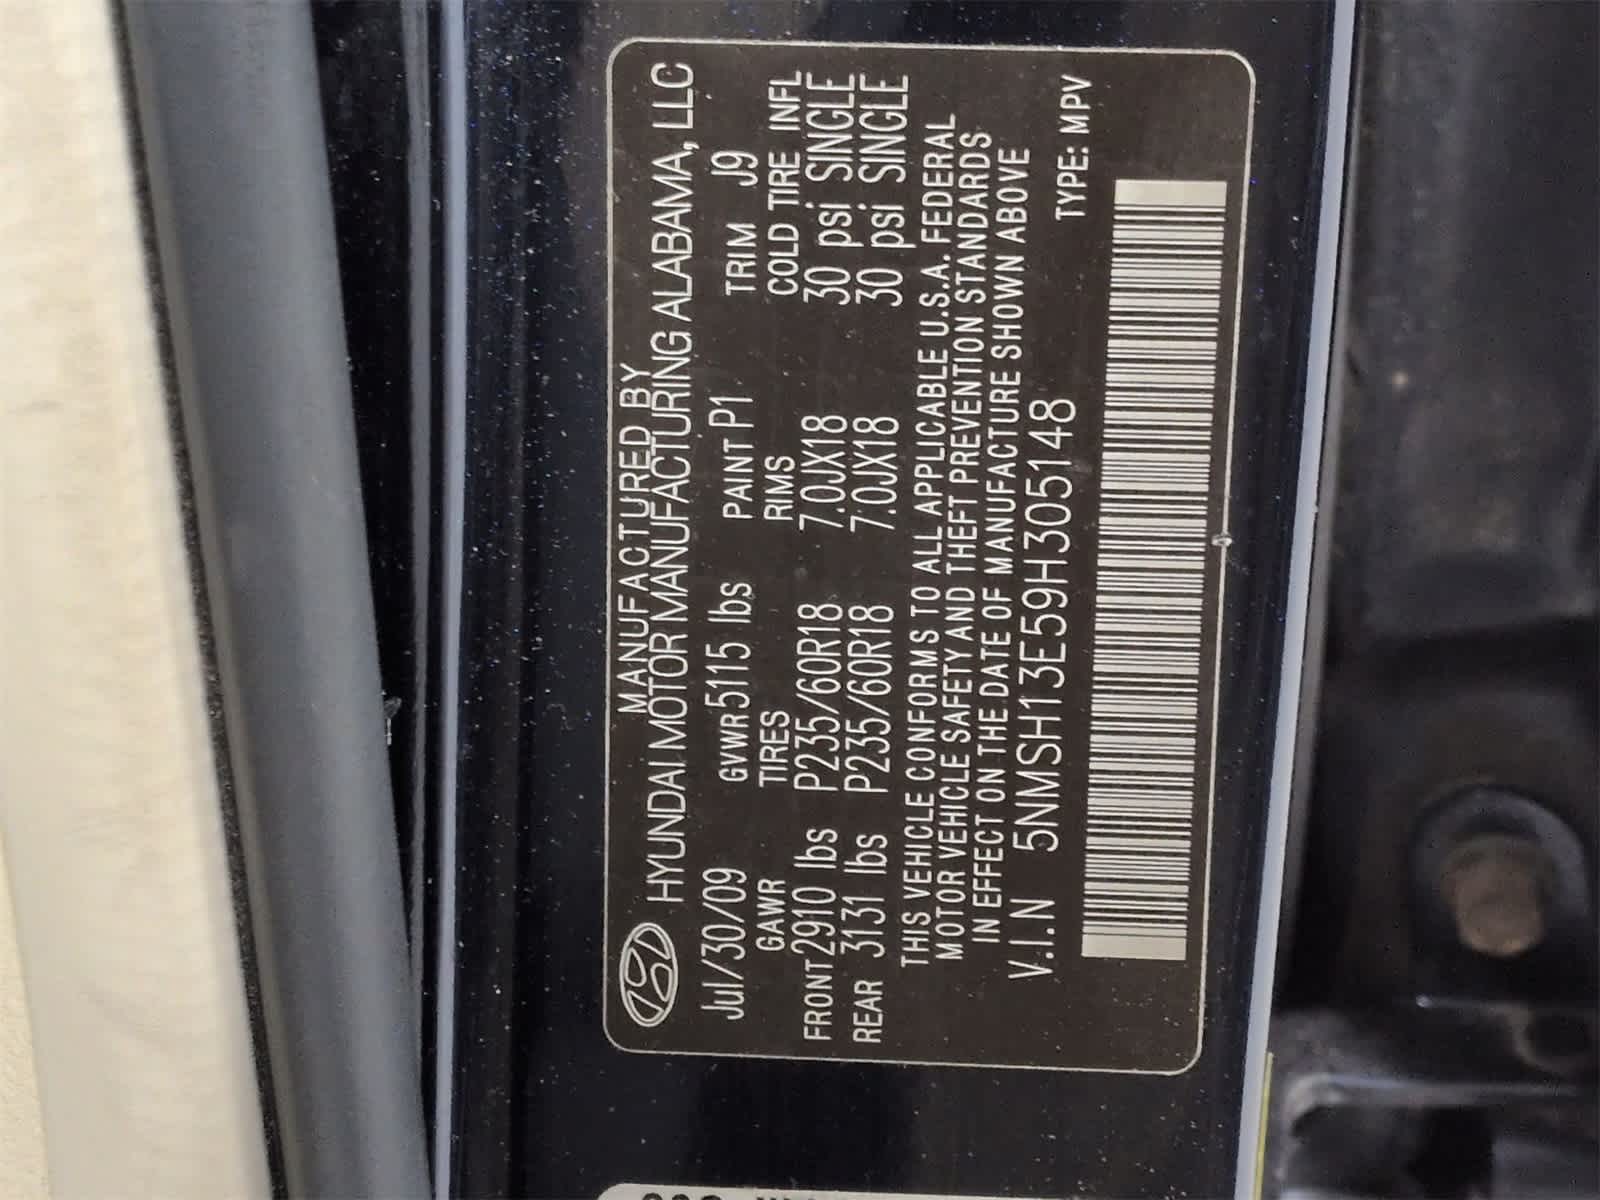 MANUFACTURED BY
HYUNDAI MOTOR MANUFACTURING ALABAMA, LLC
Jul/30/09 GVWR 5115 lbs PAINT P1 TRIM J9
GAWR TIRES RIMS COLD TIRE INFL
FRONT 2910 lbs P235/60R18 7.0JX18 30 psi SINGLE
REAR 3131 lbs P235/60R18 7.0JX18 30 psi SINGLE
THIS VEHICLE CONFORMS TO ALL APPLICABLE U.S.A. FEDERAL
MOTOR VEHICLE SAFETY AND THEFT PREVENTION STANDARDS
IN EFFECT ON THE DATE OF MANUFACTURE SHOWN ABOVE
V.I.N 5NMSH13E59H305148 TYPE: MPV